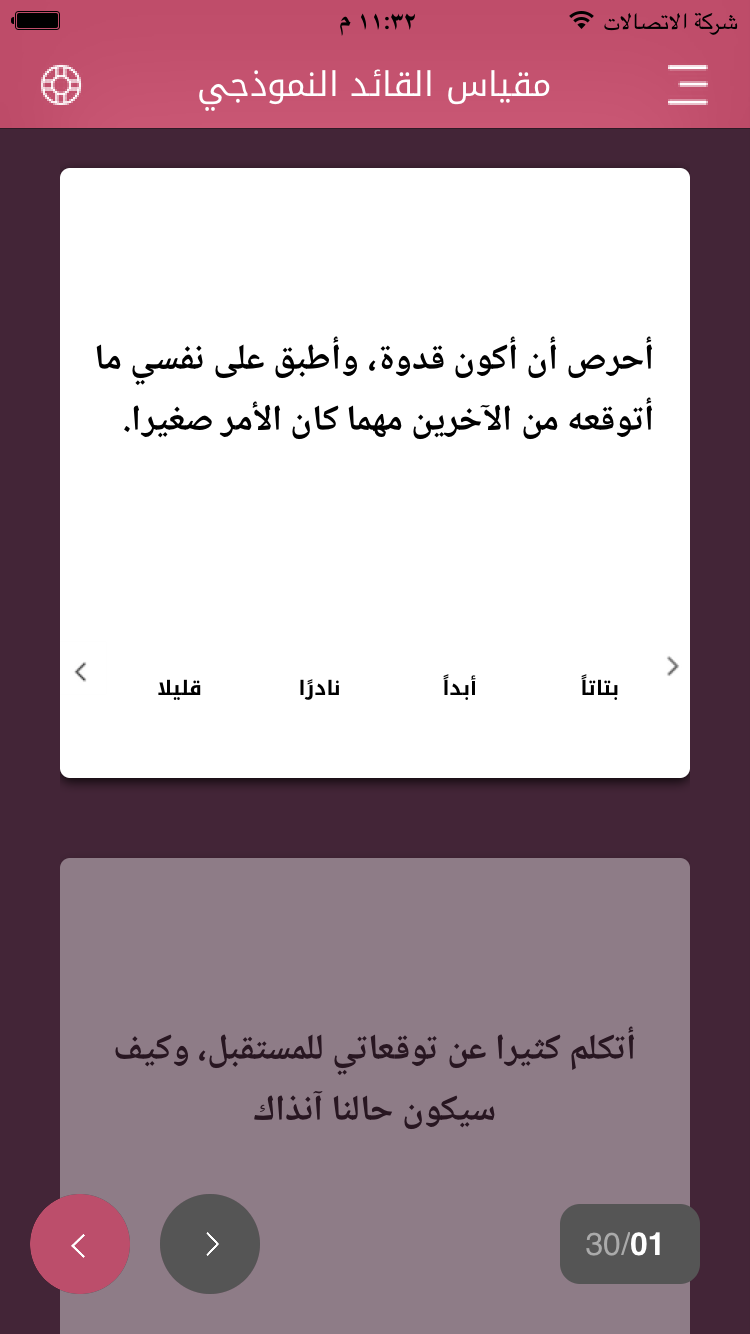 شركة الاتصالات
١١:٣٢ م
مقياس القائد النموذجي
أحرص أن أكون قدوة، وأطبق على نفسي ما
أتوقعه من الآخرين مهما كان الأمر صغيرا.
بتاتاً أبداً نادرًا قليلا
أتكلم كثيرا عن توقعاتي للمستقبل، وكيف
سيكون حالنا آنذاك
30/01